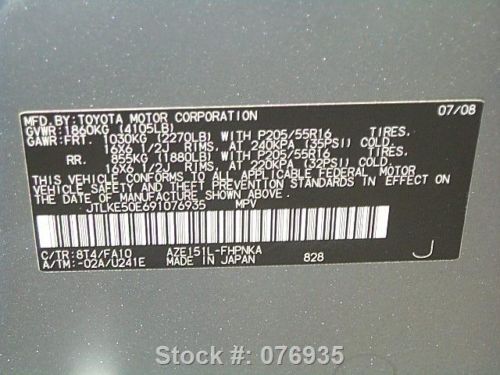 MFD.BY:TOYOTA MOTOR CORPORATION 07/08
GVWR:1860KG (4105LB)
GAWR:FRT. 1030KG (2270LB) WITH P205/55R16 TIRES,
16X6 1/2J RIMS, AT 240KPA (35PSI) COLD.
RR. 855KG (1880LB) WITH P205/55R16 TIRES,
16X6 1/2J RIMS, AT 220KPA (32PSI) COLD.
THIS VEHICLE CONFORMS TO ALL APPLICABLE FEDERAL MOTOR
VEHICLE SAFETY, BUMPER, AND THEFT PREVENTION STANDARDS IN EFFECT ON
THE DATE OF MANUFACTURE SHOWN ABOVE.
JTLKE50E691076935 MPV
C/TR:8T4/FA10 AZE151L-FHPNKA
A/TM:-02A/U241E MADE IN JAPAN 828 J
Stock #: 076935